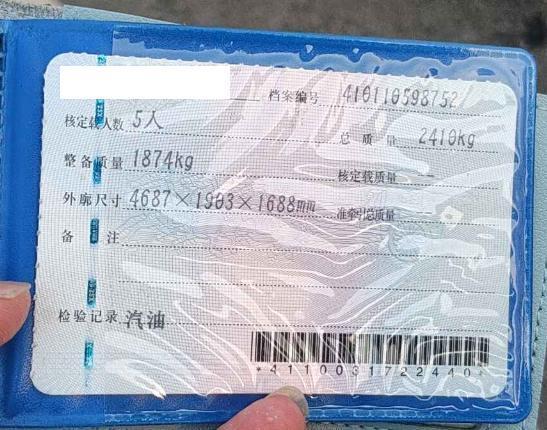 档案编号 410110598752
核定载人数 5人 总质量 2410kg
整备质量 1874kg 核定载质量 —
外廓尺寸 4687×1903×1688mm 准牵引总质量 —
备注
检验记录 汽油
*4110031722440*